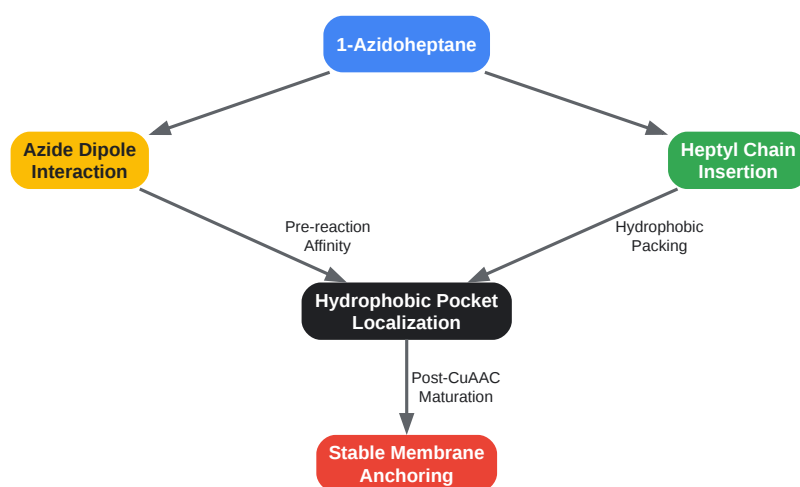 1-Azidoheptane
Azide Dipole
Interaction
Heptyl Chain
Insertion
Pre-reaction
Affinity
Hydrophobic
Packing
Hydrophobic Pocket
Localization
Post-CuAAC
Maturation
Stable Membrane
Anchoring